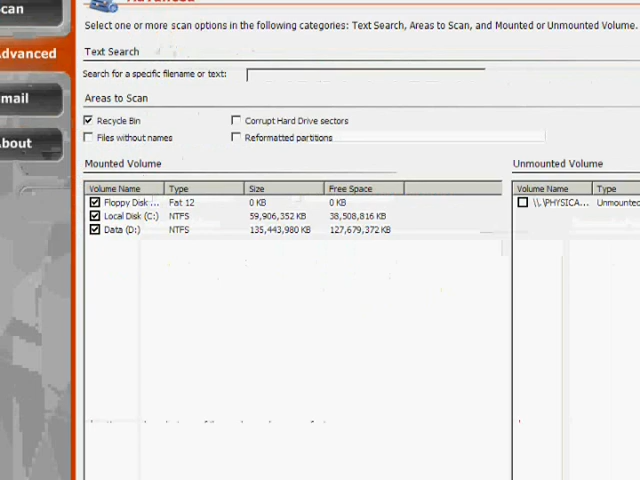 can
Advanced
Select one or more scan options in the following categories: Text Search, Areas to Scan, and Mounted or Unmounted Volume.
Advanced
Text Search
Search for a specific filename or text:
mail
Areas to Scan
Recycle Bin
Corrupt Hard Drive sectors
Files without names
Reformatted partitions
bout
Mounted Volume
Unmounted Volume
Volume Name Type Size Free Space
Volume Name Type
Floppy Disk ... Fat 12 0 KB 0 KB
\\.\PHYSICA... Unmounted
Local Disk (C:) NTFS 59,906,352 KB 38,508,816 KB
Data (D:) NTFS 135,443,980 KB 127,679,372 KB